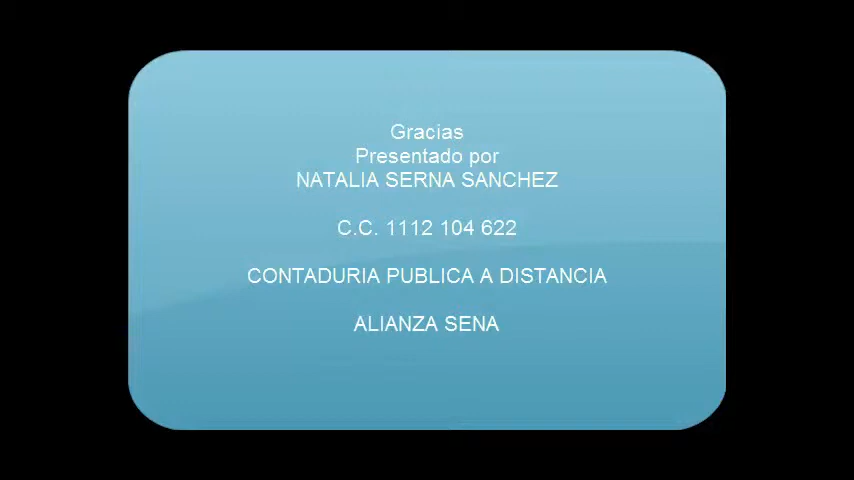 Gracias
Presentado por
NATALIA SERNA SANCHEZ
C.C. 1112 104 622
CONTADURIA PUBLICA A DISTANCIA
ALIANZA SENA